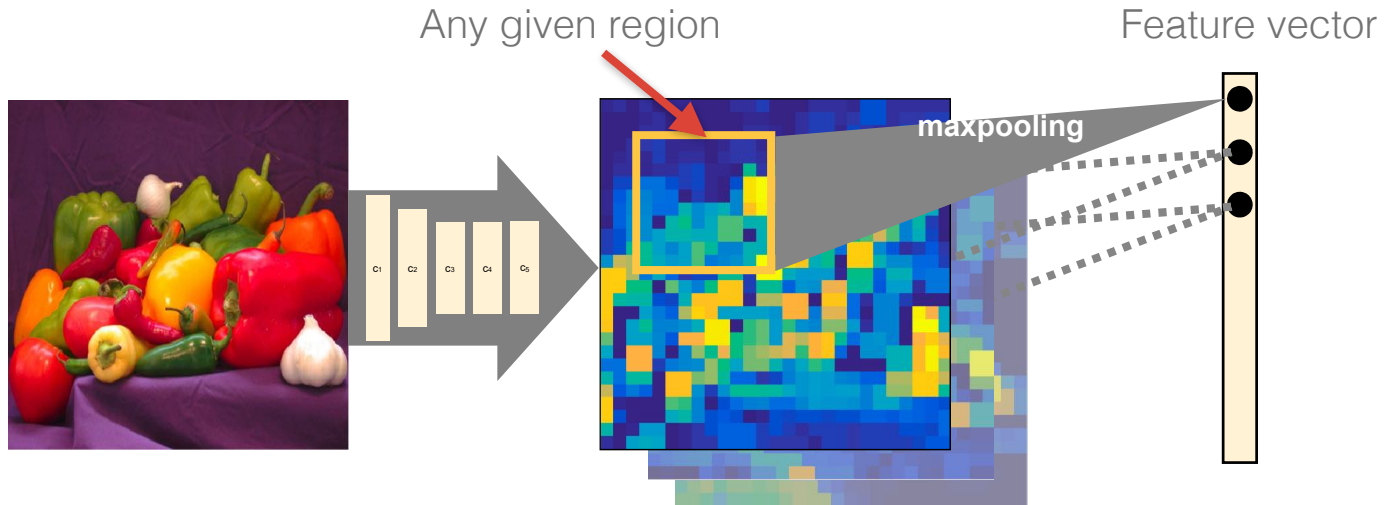 Any given region
Feature vector
maxpooling
C1
C2
C3
C4
C5